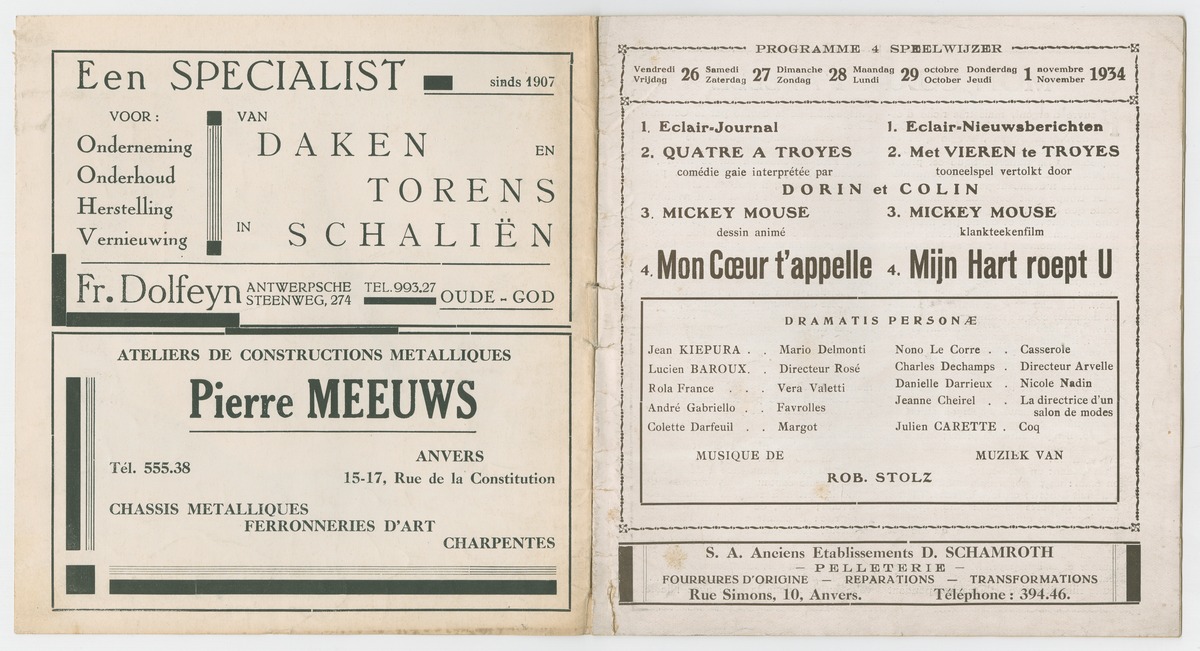 Een SPECIALIST sinds 1907
VOOR : VAN
Onderneming
Onderhoud
Herstelling
Vernieuwing
DAKEN EN
TORENS
IN SCHALIËN
Fr. Dolfeyn ANTWERPSCHE STEENWEG, 274 TEL. 993.27 OUDE - GOD
ATELIERS DE CONSTRUCTIONS METALLIQUES
Pierre MEEUWS
Tél. 555.38
ANVERS
15-17, Rue de la Constitution
CHASSIS METALLIQUES
FERRONNERIES D'ART
CHARPENTES
PROGRAMME 4 SPEELWIJZER
Vendredi Vrijdag 26 Samedi Zaterdag 27 Dimanche Zondag 28 Maandag Lundi 29 octobre October Donderdag Jeudi 1 novembre November 1934
1. Eclair-Journal
2. QUATRE A TROYES
comédie gaie interprétée par
1. Eclair-Nieuwsberichten
2. Met VIEREN te TROYES
tooneelspel vertolkt door
DORIN et COLIN
3. MICKEY MOUSE
dessin animé
3. MICKEY MOUSE
klankteekenfilm
4. Mon Cœur t'appelle
4. Mijn Hart roept U
DRAMATIS PERSONÆ
Jean KIEPURA . . Mario Delmonti
Lucien BAROUX. . Directeur Rosé
Rola France . . . Vera Valetti
André Gabriello . . Favrolles
Colette Darfeuil . . Margot
Nono Le Corre . . Casserole
Charles Dechamps . Directeur Arvelle
Danielle Darrieux . Nicole Nadin
Jeanne Cheirel . . La directrice d'un
salon de modes
Julien CARETTE . Coq
MUSIQUE DE MUZIEK VAN
ROB. STOLZ
S. A. Anciens Etablissements D. SCHAMROTH
— PELLETERIE —
FOURRURES D'ORIGINE — REPARATIONS — TRANSFORMATIONS
Rue Simons, 10, Anvers. Téléphone : 394.46.